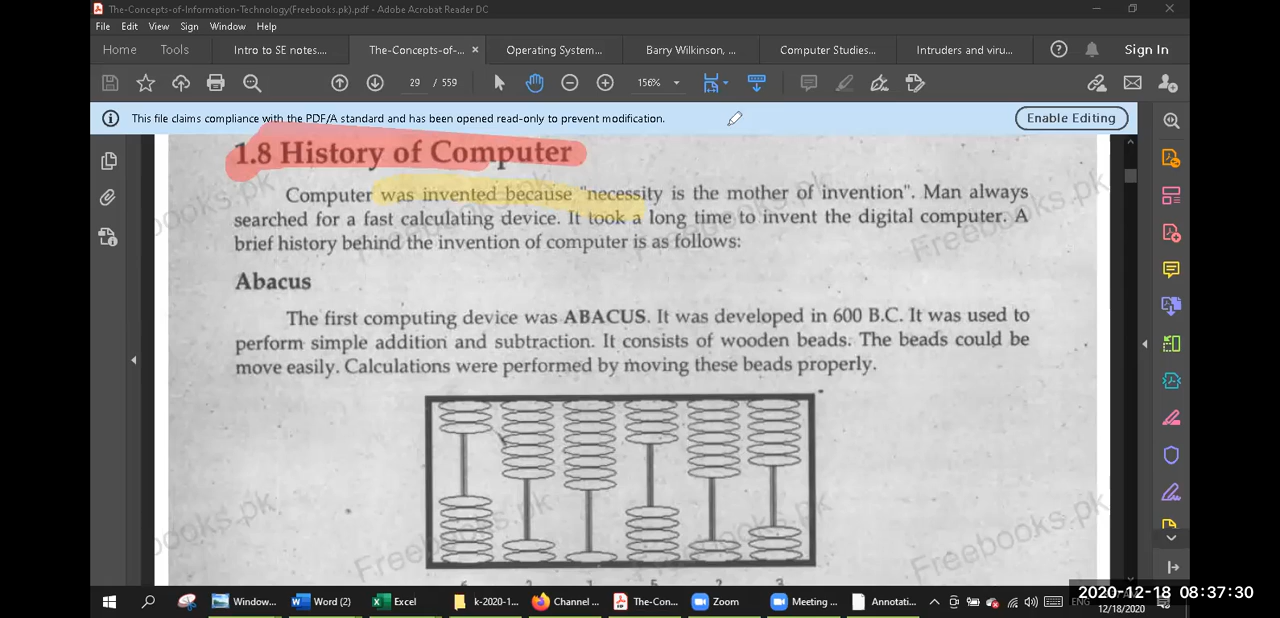 The-Concepts-of-Information-Technology(Freebooks.pk).pdf - Adobe Acrobat Reader DC
File Edit View Sign Window Help
Home Tools Intro to SE notes.... The-Concepts-of-... × Operating System... Barry Wilkinson, ... Computer Studies... Intruders and viru... Sign In
29 / 559 156%
This file claims compliance with the PDF/A standard and has been opened read-only to prevent modification. Enable Editing
1.8 History of Computer
Computer was invented because "necessity is the mother of invention". Man always
searched for a fast calculating device. It took a long time to invent the digital computer. A
brief history behind the invention of computer is as follows:
Abacus
The first computing device was ABACUS. It was developed in 600 B.C. It was used to
perform simple addition and subtraction. It consists of wooden beads. The beads could be
move easily. Calculations were performed by moving these beads properly.
Freebooks.pk
Freebooks.pk
Freebooks.pk
Freebooks.pk
Window... Word (2) Excel k-2020-1... Channel ... The-Con... Zoom Meeting ... Annotati... ENG
2020-12-18 08:37:30
12/18/2020